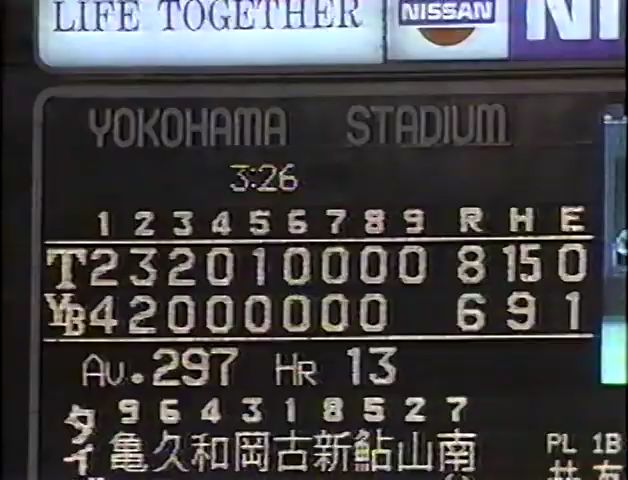 LIFE TOGETHER
NISSAN NI
YOKOHAMA STADIUM
3:26
1 2 3 4 5 6 7 8 9 R H E
T 2 3 2 0 1 0 0 0 0 8 15 0
YB 4 2 0 0 0 0 0 0 6 9 1
Av. 297 HR 13
9 6 4 3 1 8 5 2 7
タイ 亀久和岡古新鮎山南
PL 1B